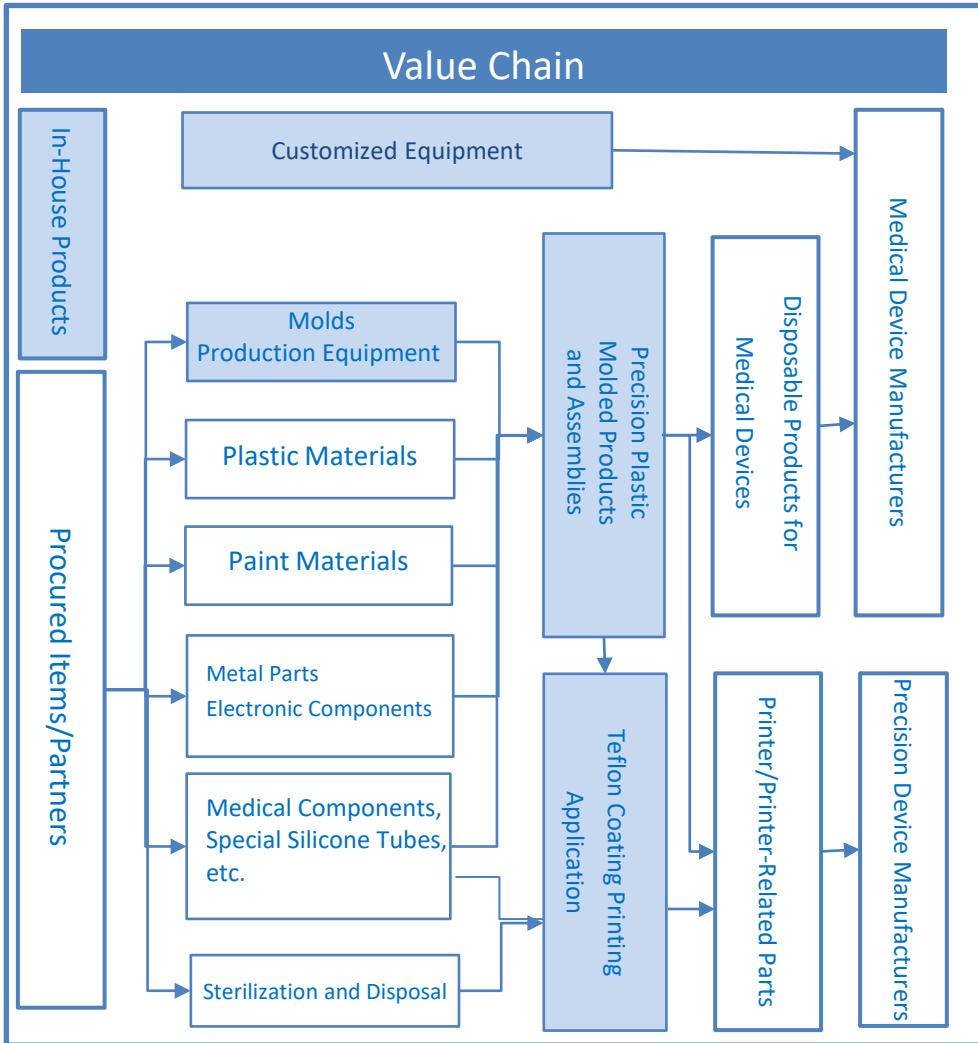 Value Chain
In-House Products
Customized Equipment
Medical Device Manufacturers
Molds
Production Equipment
Precision Plastic
Molded Products
and Assemblies
Disposable Products for
Medical Devices
Procured Items/Partners
Plastic Materials
Paint Materials
Metal Parts
Electronic Components
Medical Components,
Special Silicone Tubes,
etc.
Sterilization and Disposal
Teflon Coating Printing
Application
Printer/Printer-Related Parts
Precision Device Manufacturers